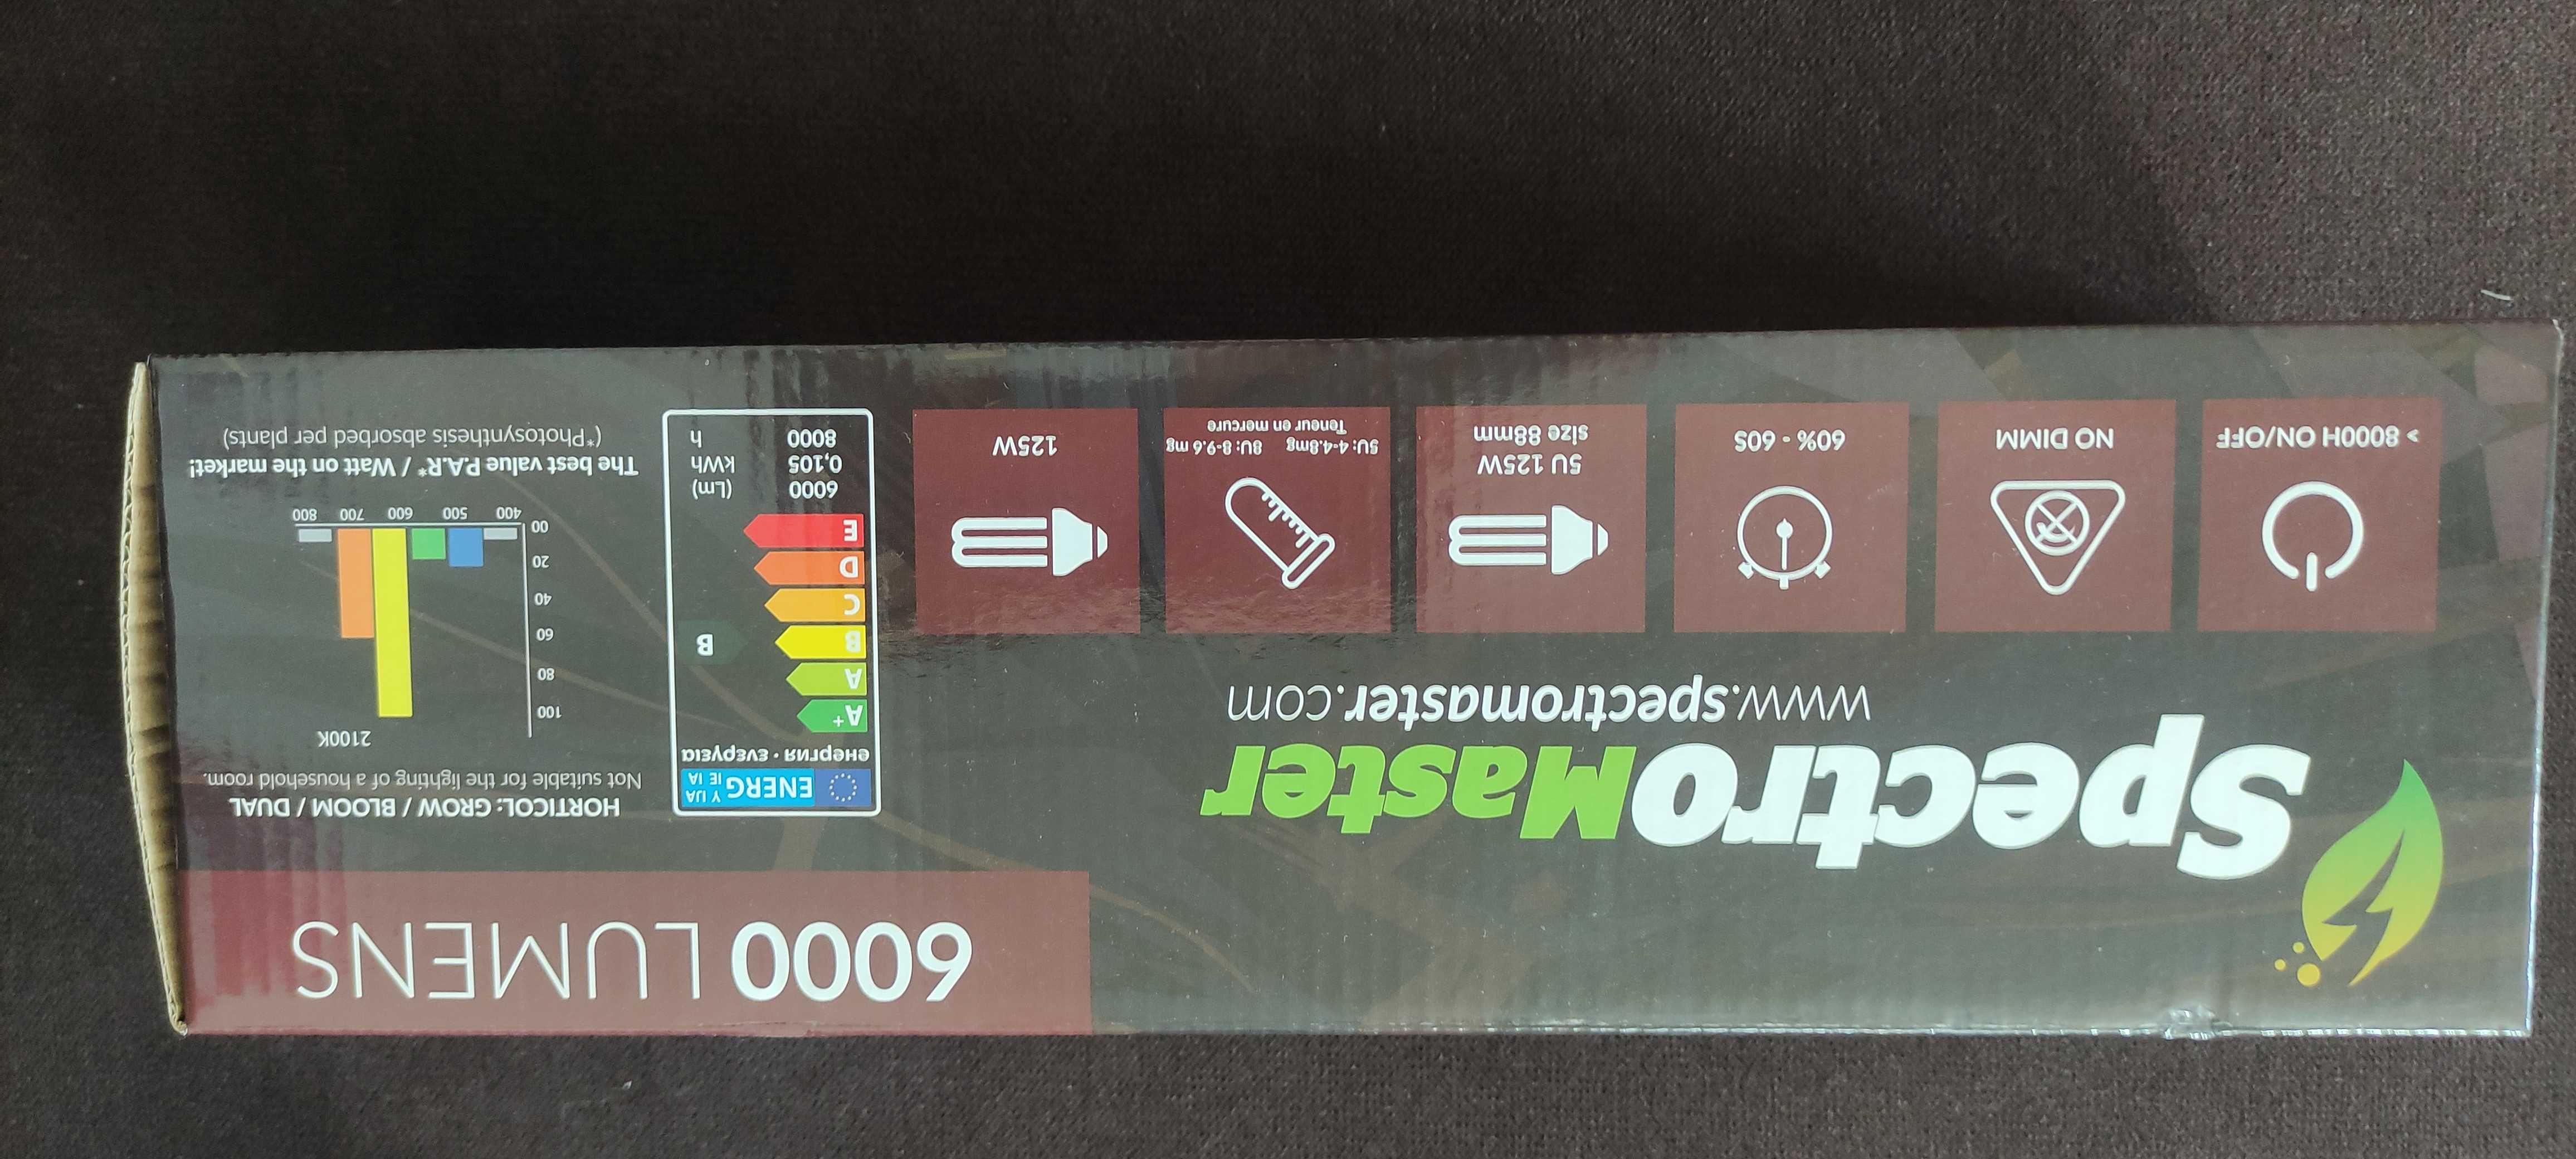 SpectroMaster
www.spectromaster.com
> 8000H ON/OFF
NO DIMM
60% - 60S
5U 125W
size 88mm
5U: 4-4.8mg 8U: 8-9.6 mg
Teneur en mercure
125W
6000 LUMENS
ENERG Y IJA
IE IA
енергия · ενεργεια
A+
A
B
B
C
D
E
6000 (Lm)
0,105 kWh
8000 h
HORTICOL: GROW / BLOOM / DUAL
Not suitable for the lighting of a household room.
2100K
100
80
60
40
20
00
400 500 600 700 800
The best value P.A.R* / Watt on the market!
(*Photosynthesis absorbed per plants)